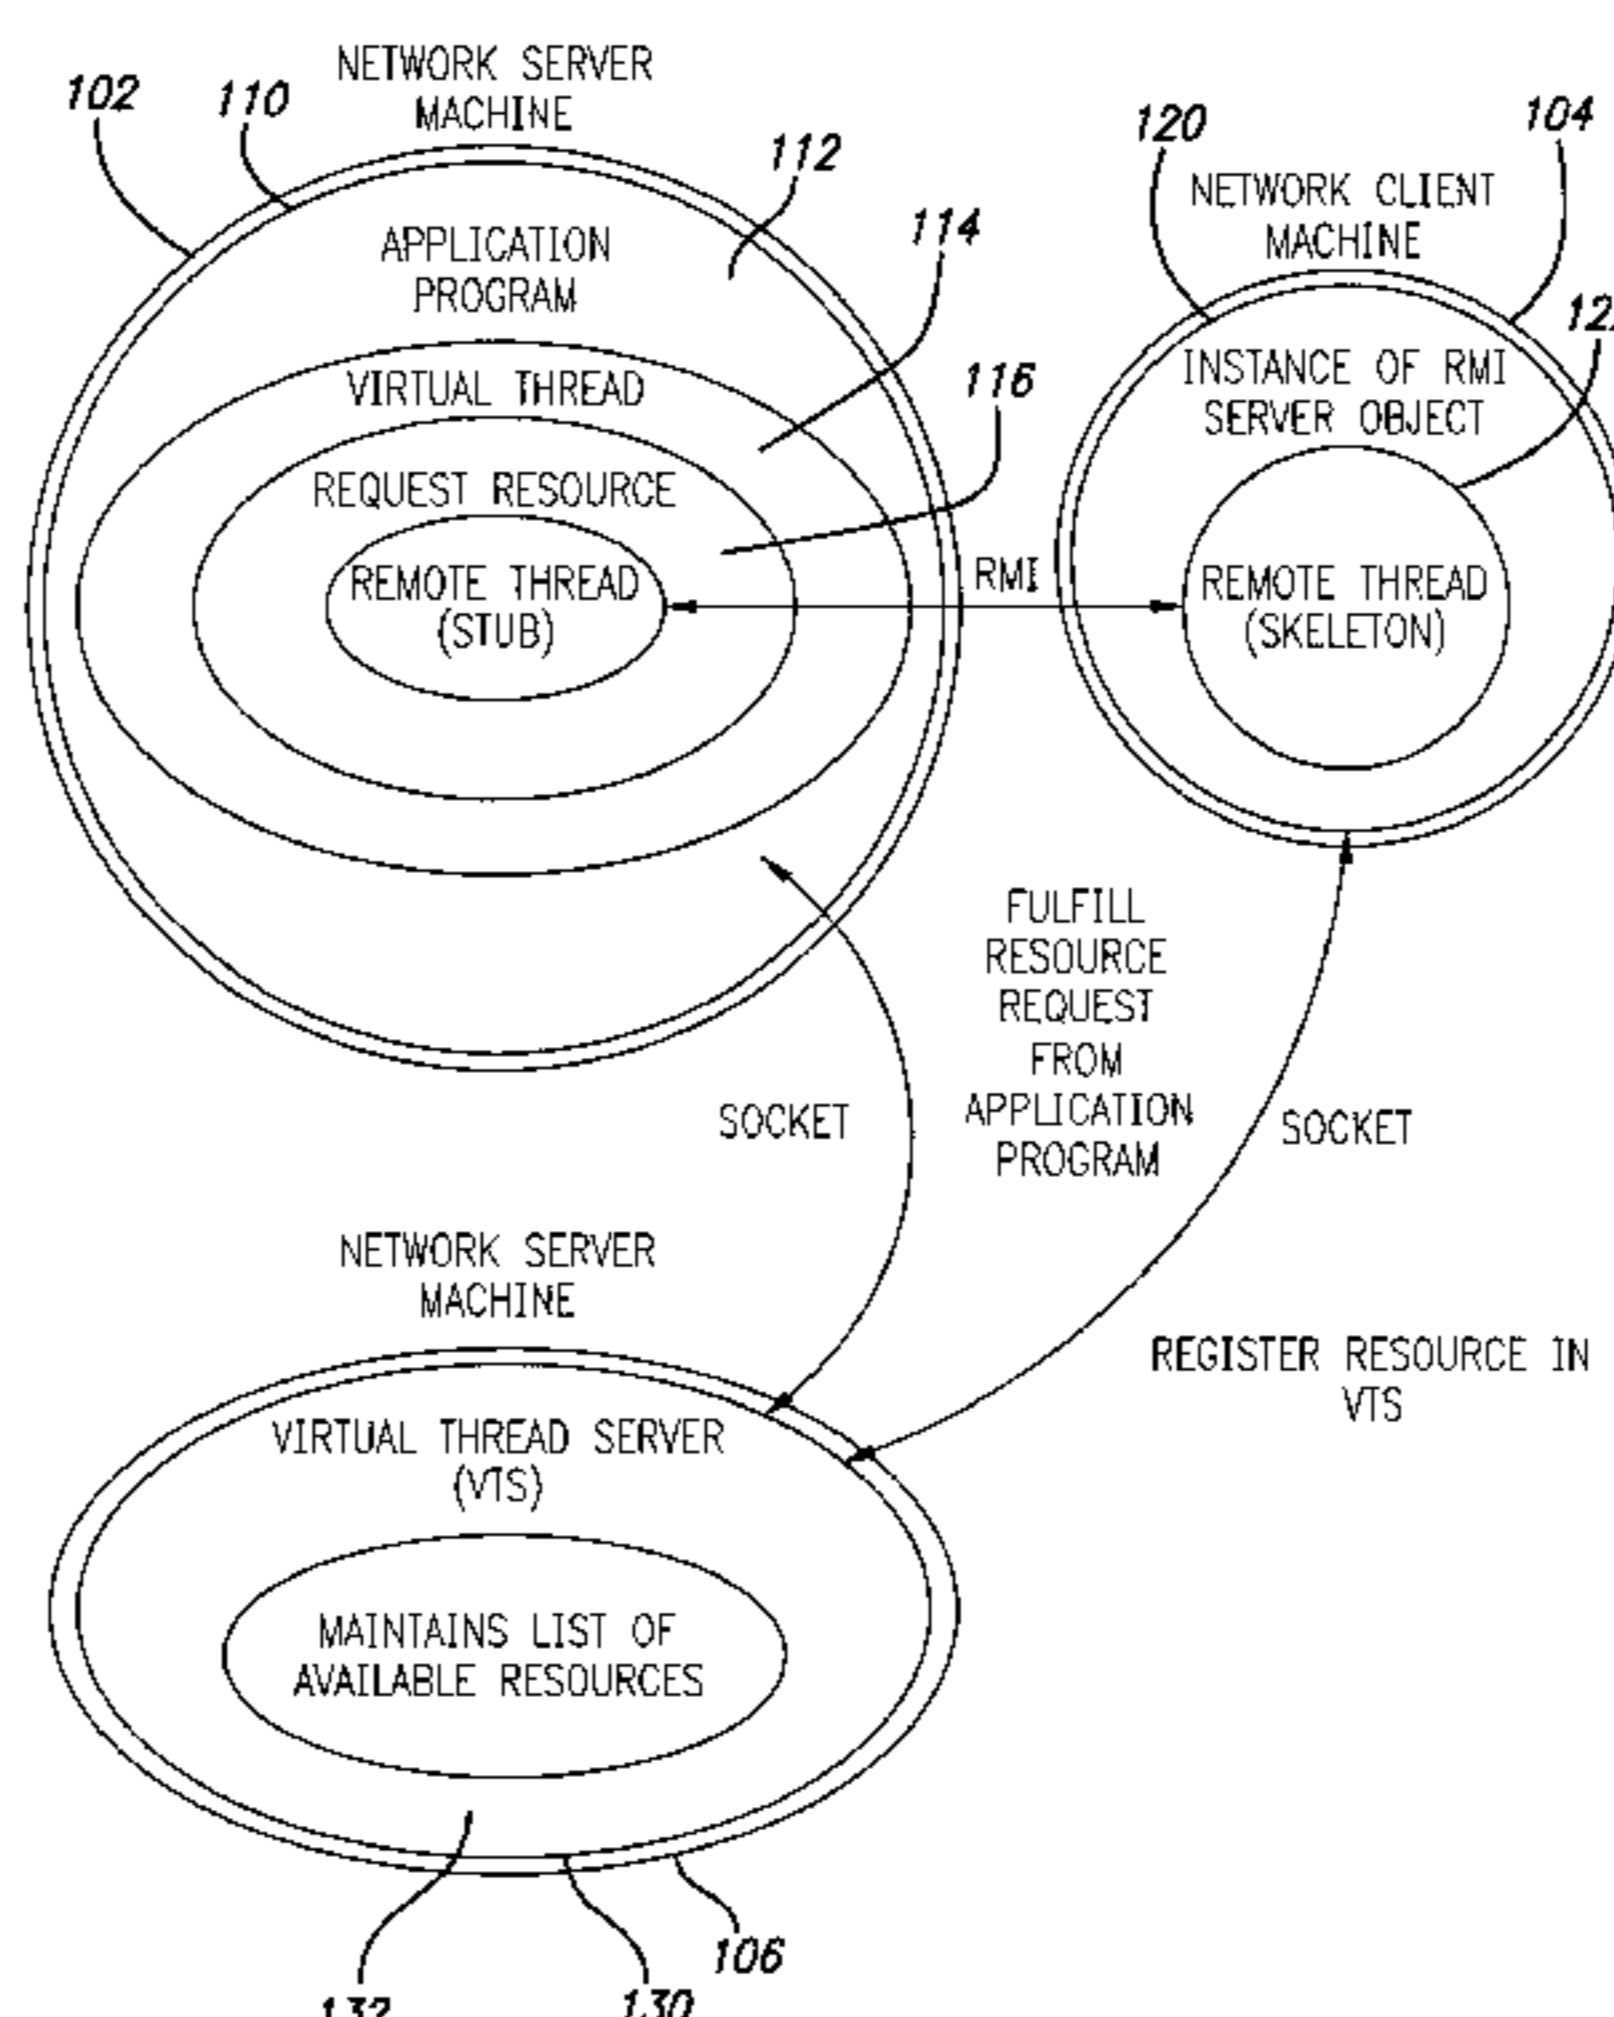 102
110
NETWORK SERVER
MACHINE
112
114
116
APPLICATION
PROGRAM
VIRTUAL THREAD
REQUEST RESOURCE
REMOTE THREAD
(STUB)
RMI
120
104
NETWORK CLIENT
MACHINE
INSTANCE OF RMI
SERVER OBJECT
REMOTE THREAD
(SKELETON)
FULFILL
RESOURCE
REQUEST
FROM
APPLICATION
PROGRAM
SOCKET
SOCKET
NETWORK SERVER
MACHINE
REGISTER RESOURCE IN
VTS
VIRTUAL THREAD SERVER
(VTS)
MAINTAINS LIST OF
AVAILABLE RESOURCES
106
132
130